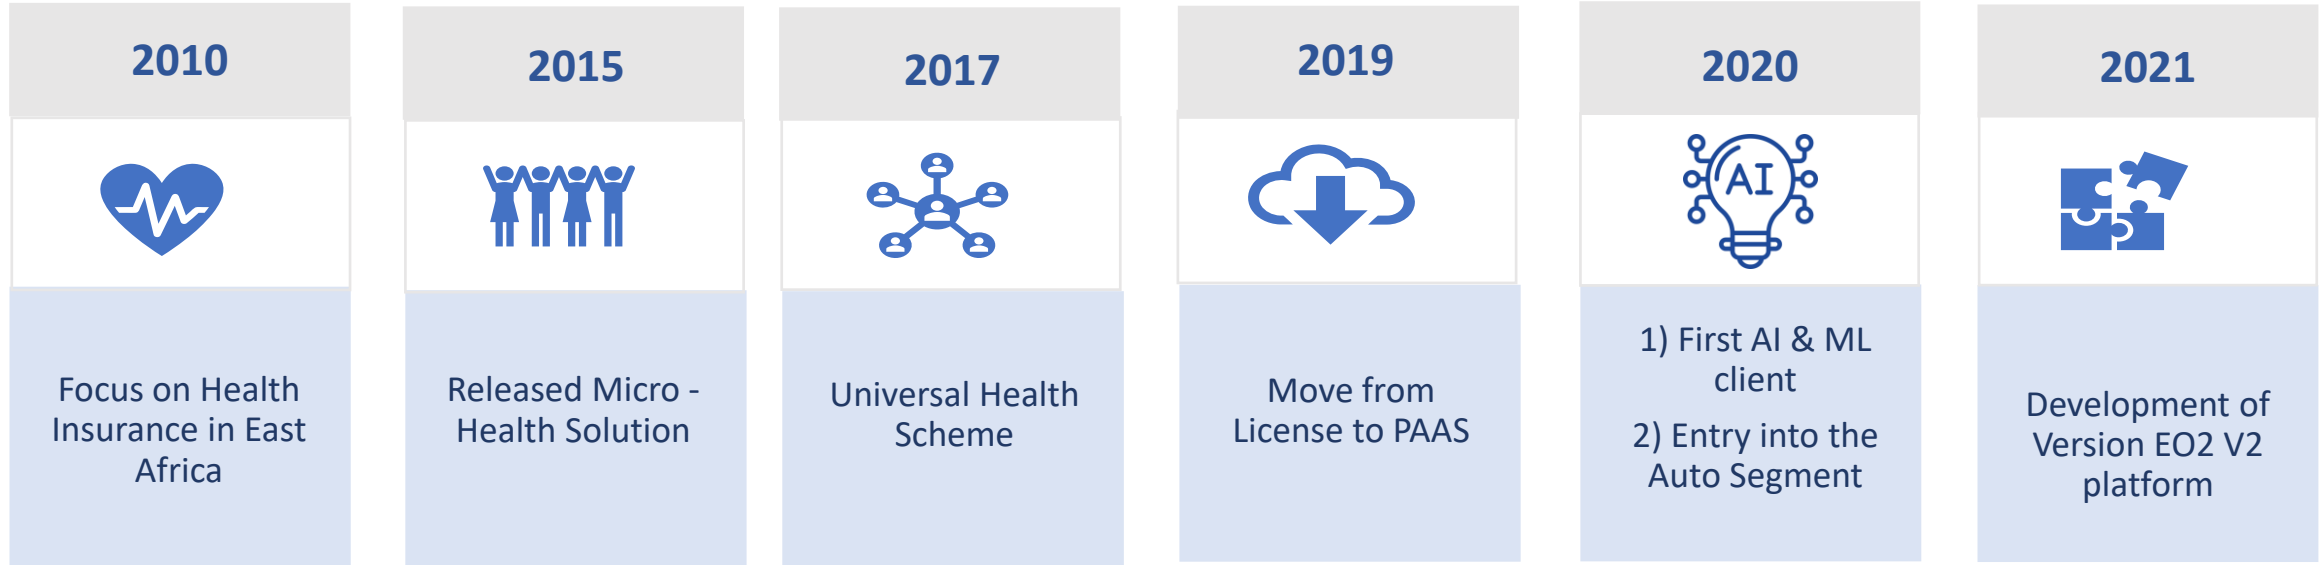 2010
Focus on Health
Insurance in East
Africa
2015
Released Micro -
Health Solution
2017
Universal Health
Scheme
2019
Move from
License to PAAS
2020
AI
1) First AI & ML
client
2) Entry into the
Auto Segment
2021
Development of
Version EO2 V2
platform